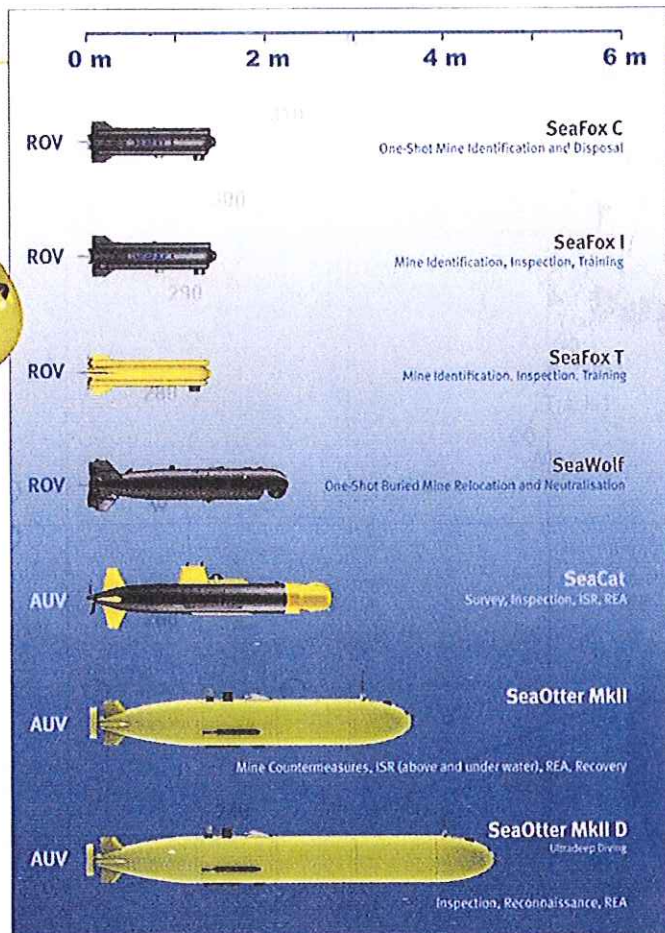 0 m 2 m 4 m 6 m
ROV
SeaFox C
One-Shot Mine Identification and Disposal
ROV
SeaFox I
Mine Identification, Inspection, Training
ROV
SeaFox T
Mine Identification, Inspection, Training
ROV
SeaWolf
One-Shot Buried Mine Relocation and Neutralisation
AUV
SeaCat
Survey, Inspection, ISR, REA
AUV
SeaOtter MkII
Mine Countermeasures, ISR (above and under water), REA, Recovery
AUV
SeaOtter MkII D
Ultradeep Diving
Inspection, Reconnaissance, REA
290
280